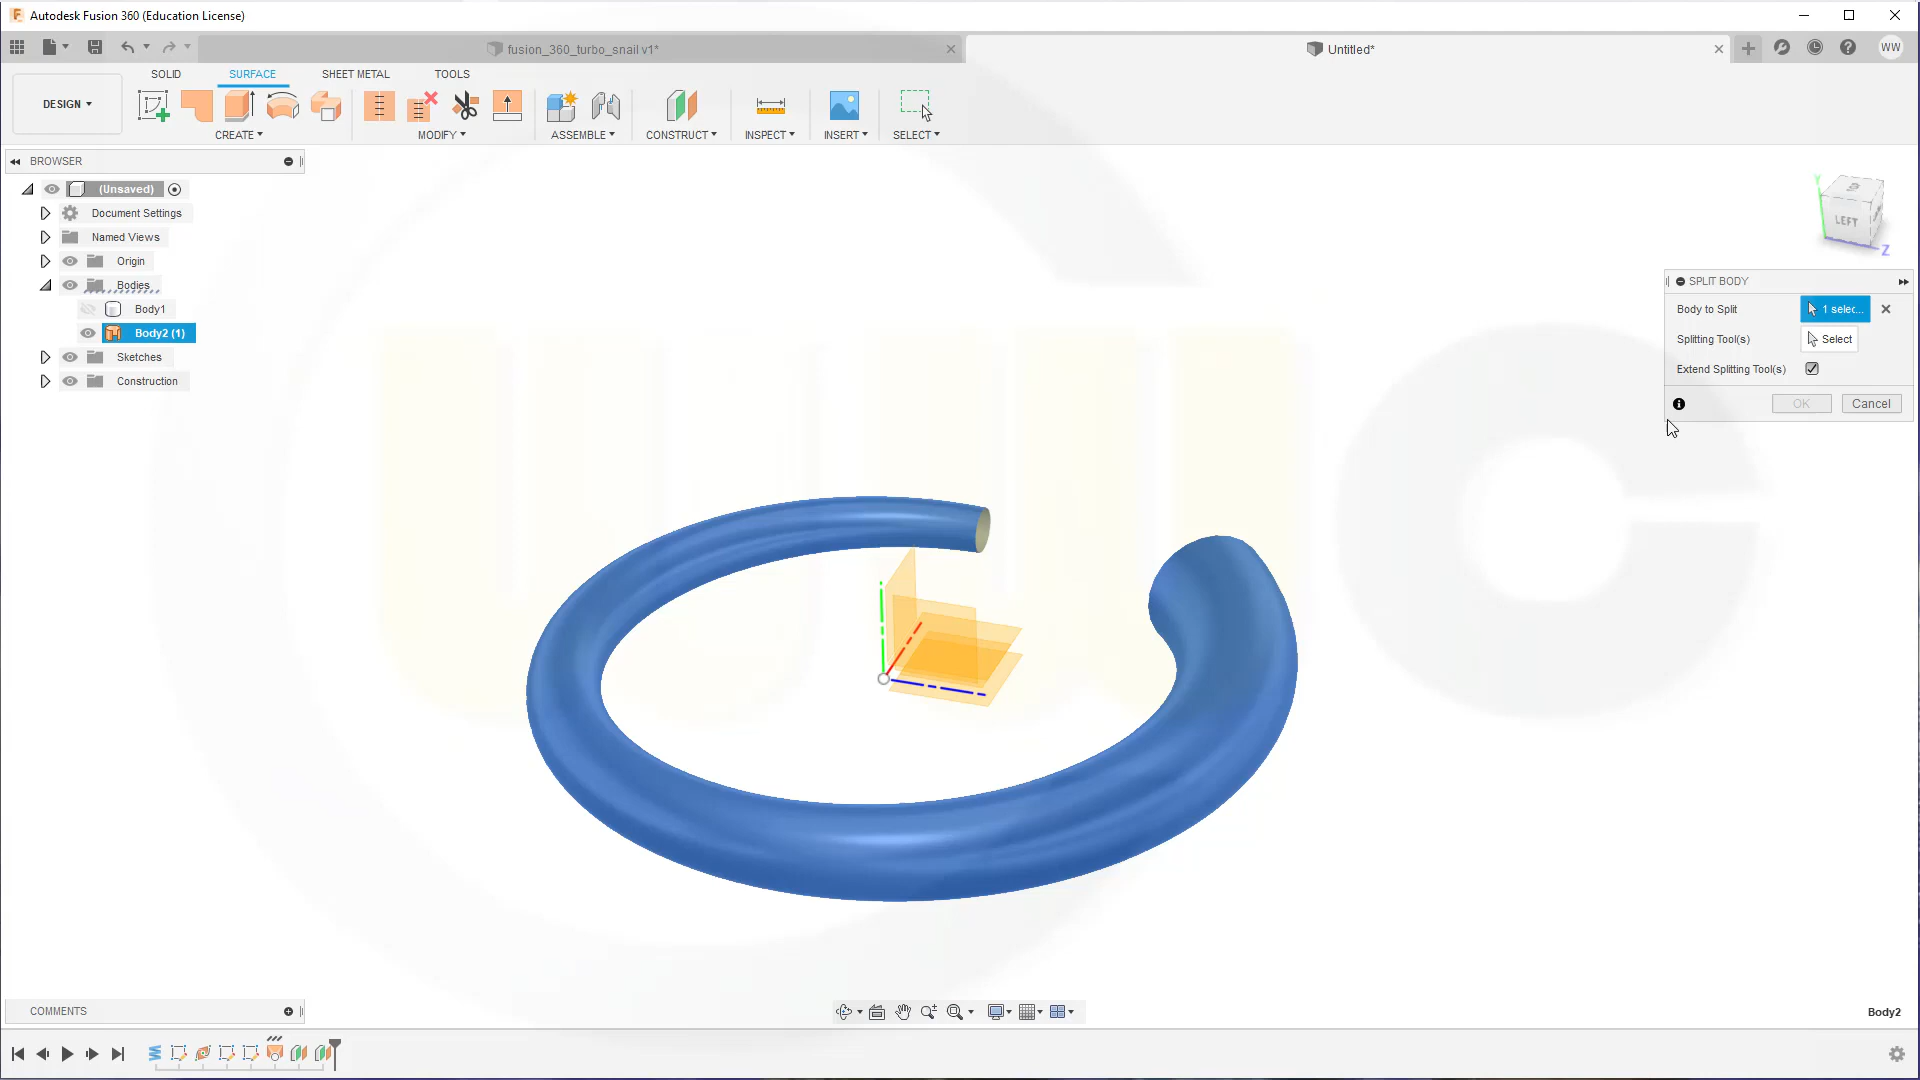 Autodesk Fusion 360 (Education License)
fusion_360_turbo_snail v1*
Untitled*
WW
DESIGN
SOLID
SURFACE
SHEET METAL
TOOLS
CREATE
MODIFY
ASSEMBLE
CONSTRUCT
INSPECT
INSERT
SELECT
BROWSER
(Unsaved)
Document Settings
Named Views
Origin
Bodies
Body1
Body2 (1)
Sketches
Construction
Y
LEFT
Z
SPLIT BODY
Body to Split
1 selec...
Splitting Tool(s)
Select
Extend Splitting Tool(s)
OK
Cancel
uwc
COMMENTS
Body2